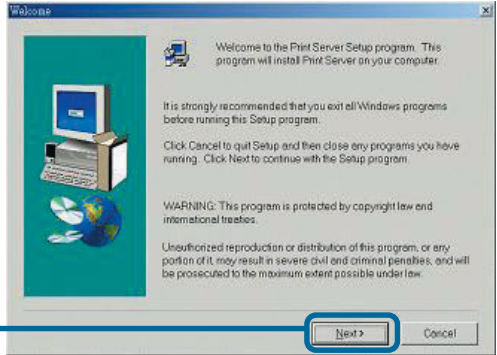 Welcome
Welcome to the Print Server Setup program. This
program will install Print Server on your computer.
It is strongly recommended that you exit all Windows programs
before running this Setup program.
Click Cancel to quit Setup and then close any programs you have
running. Click Next to continue with the Setup program.
WARNING: This program is protected by copyright law and
international treaties.
Unauthorized reproduction or distribution of this program, or any
portion of it, may result in severe civil and criminal penalties, and will
be prosecuted to the maximum extent possible under law.
Next >
Cancel